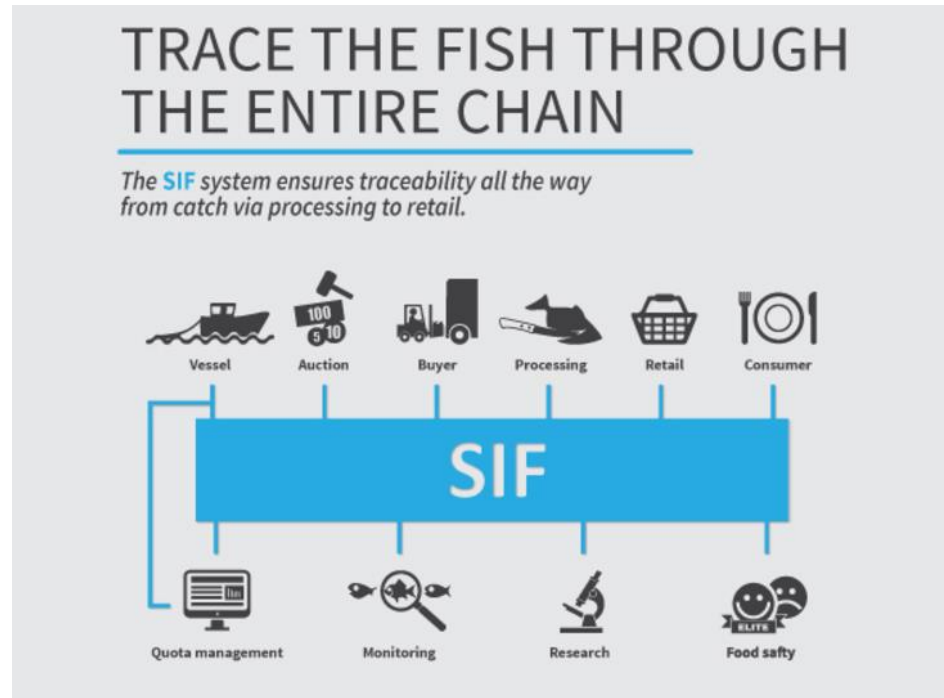 TRACE THE FISH THROUGH
THE ENTIRE CHAIN
The SIF system ensures traceability all the way
from catch via processing to retail.
100
5 10
Vessel
Auction
Buyer
Processing
Retail
Consumer
SIF
ELITE
Quota management
Monitoring
Research
Food safty